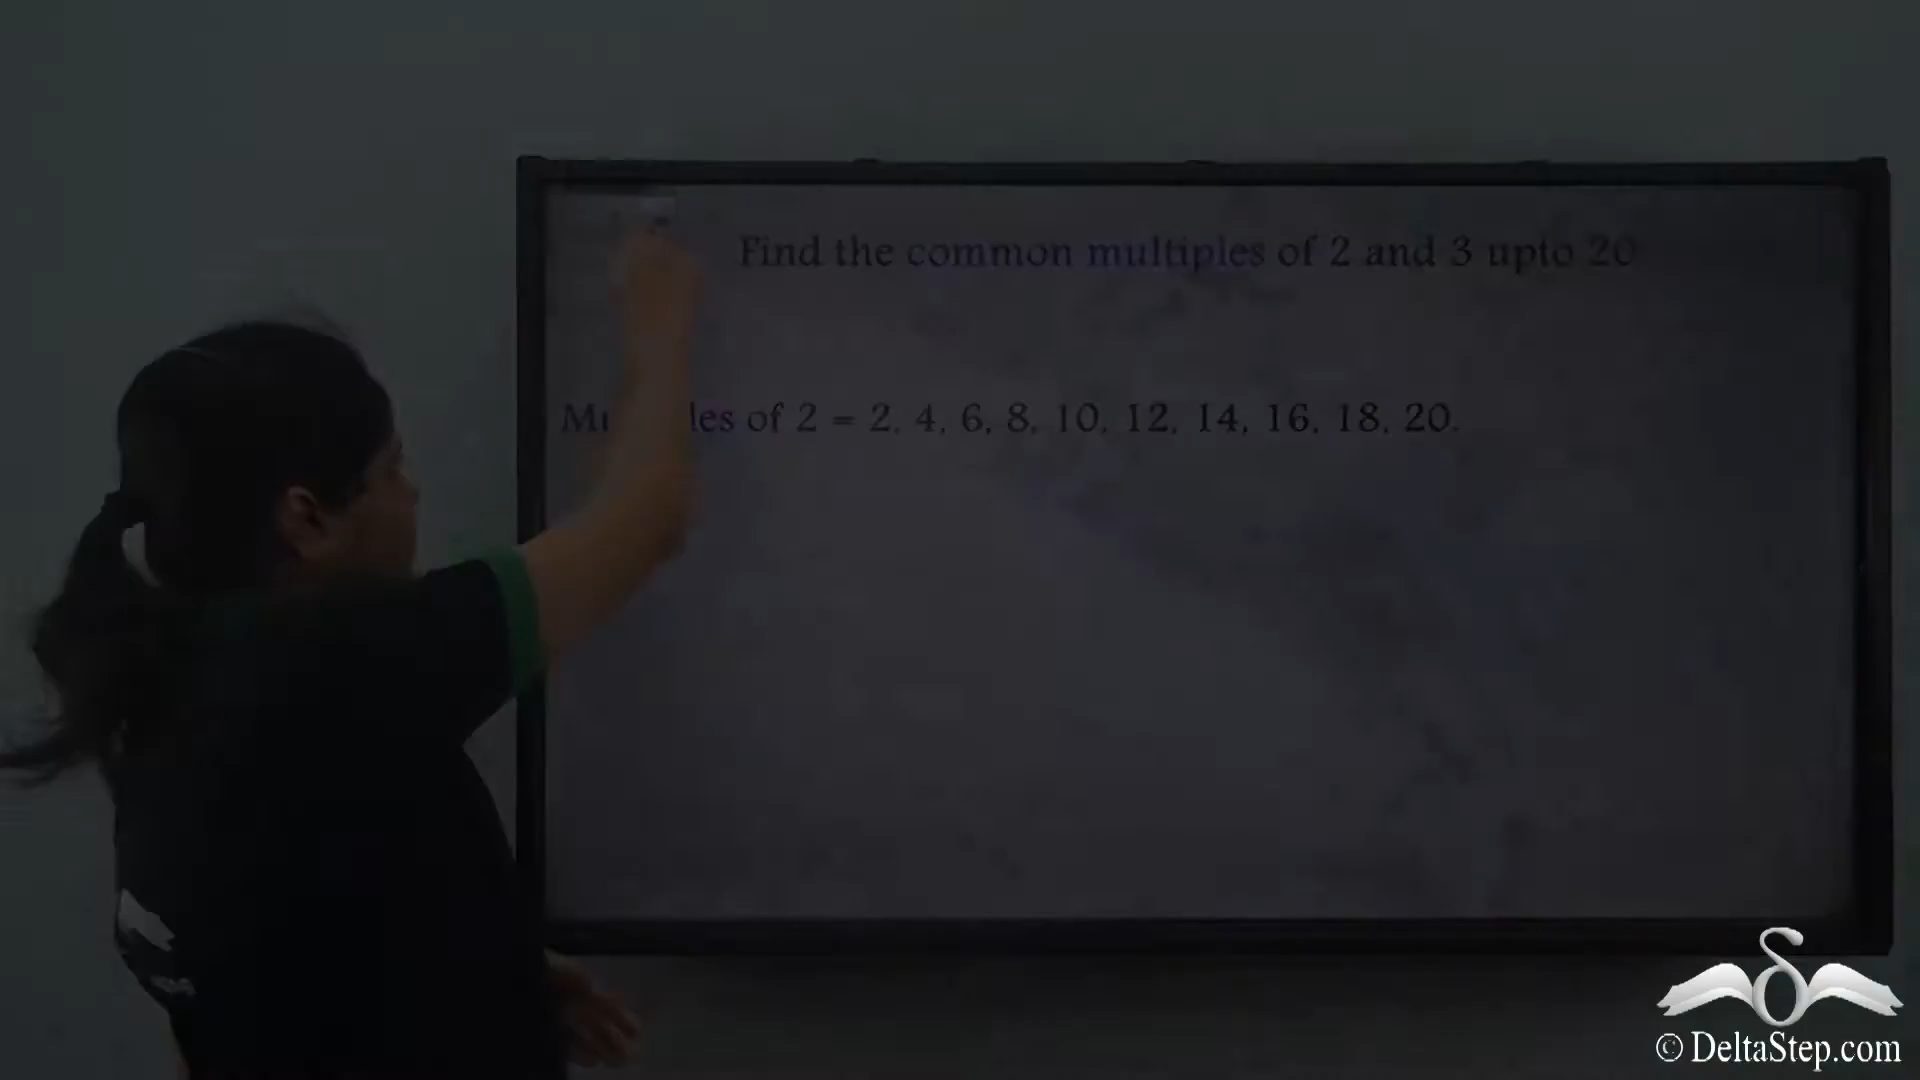 Find the common multiples of 2 and 3 upto 20
of 2 = 2, 4, 6, 8, 10, 12, 14, 16, 18, 20.
© DeltaStep.com